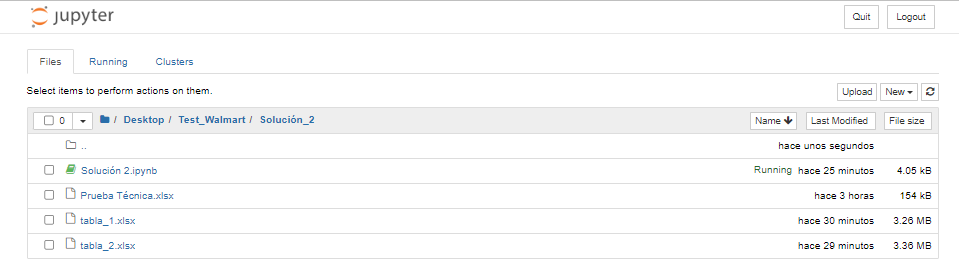 jupyter Quit Logout
Files Running Clusters
Select items to perform actions on them. Upload New
0 / Desktop / Test_Walmart / Solución_2 Name Last Modified File size
.. hace unos segundos
Solución 2.ipynb Running hace 25 minutos 4.05 kB
Prueba Técnica.xlsx hace 3 horas 154 kB
tabla_1.xlsx hace 30 minutos 3.26 MB
tabla_2.xlsx hace 29 minutos 3.36 MB